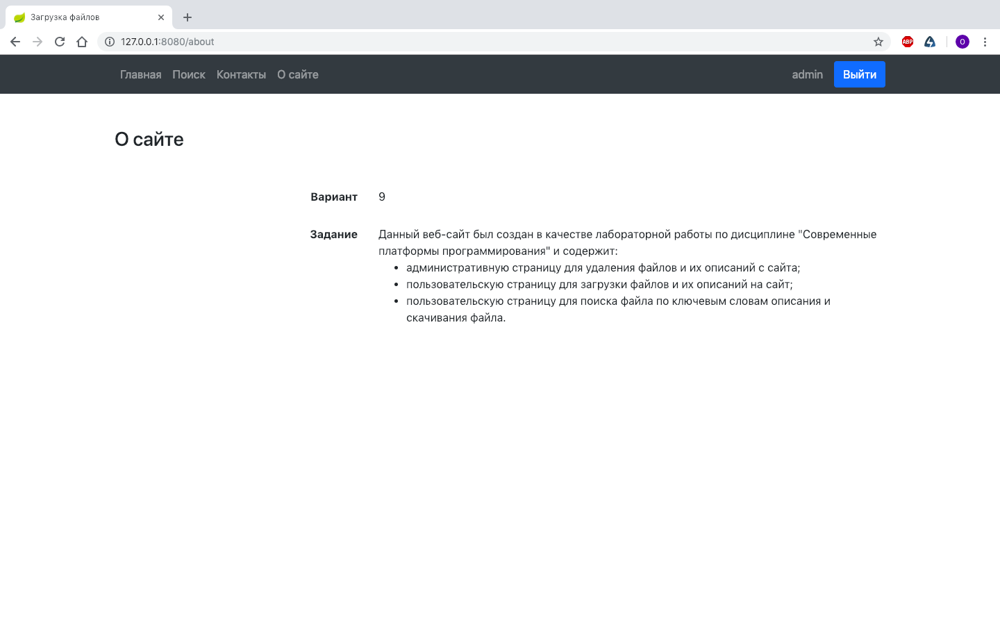 Загрузка файлов
127.0.0.1:8080/about
ABP
O
Главная Поиск Контакты О сайте admin Выйти
О сайте
Вариант 9
Задание Данный веб-сайт был создан в качестве лабораторной работы по дисциплине "Современные
платформы программирования" и содержит:
• административную страницу для удаления файлов и их описаний с сайта;
• пользовательскую страницу для загрузки файлов и их описаний на сайт;
• пользовательскую страницу для поиска файла по ключевым словам описания и
скачивания файла.